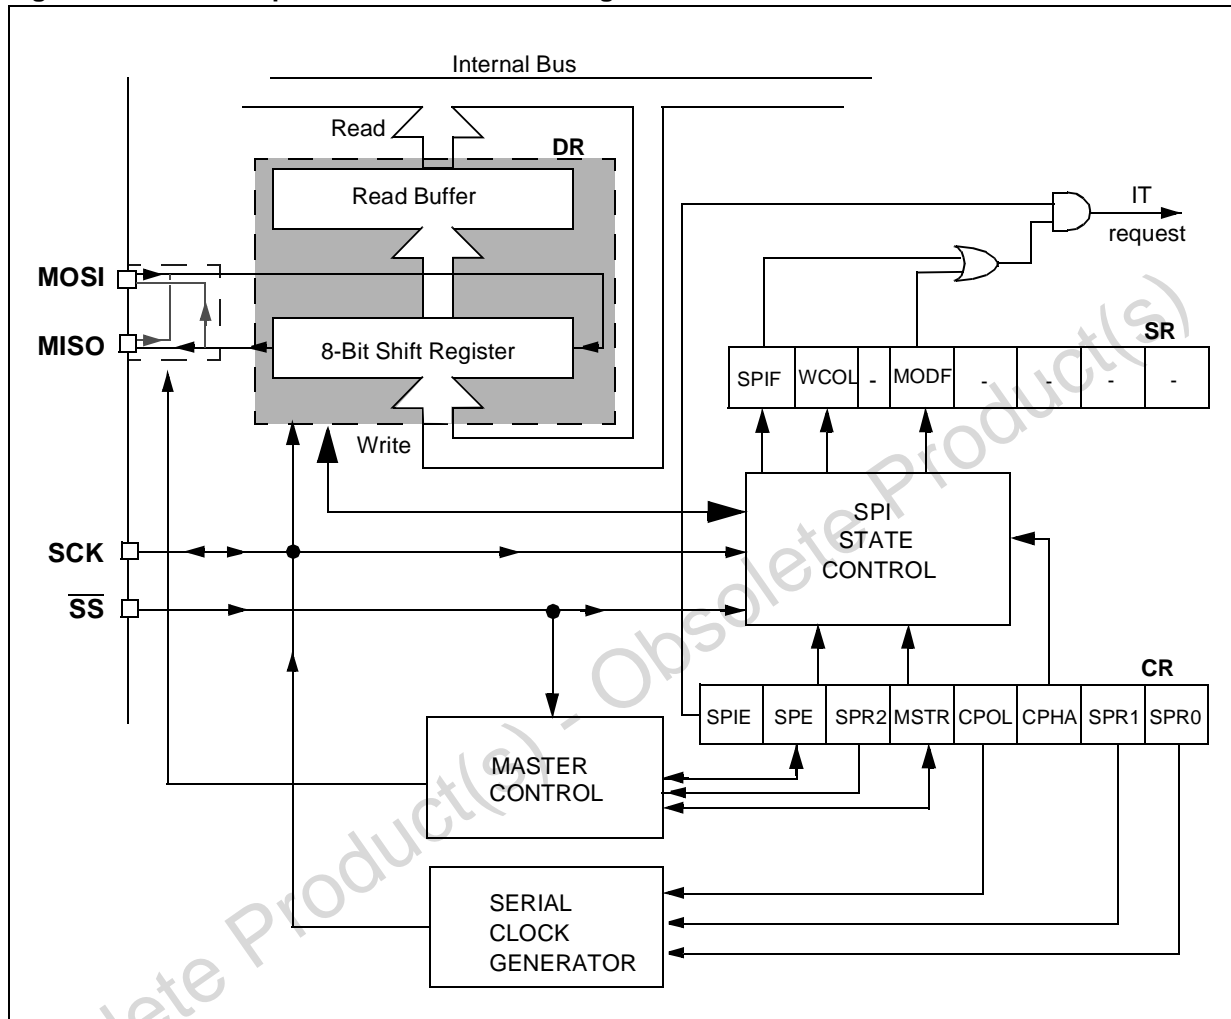 Internal Bus
Read
DR
Read Buffer
MOSI
MISO
8-Bit Shift Register
Write
IT
request
SR
SPIF WCOL - MODF - - - -
SCK
SS
SPI
STATE
CONTROL
CR
SPIE SPE SPR2 MSTR CPOL CPHA SPR1 SPR0
MASTER
CONTROL
SERIAL
CLOCK
GENERATOR
Product(s) - Obsolete Product(s)